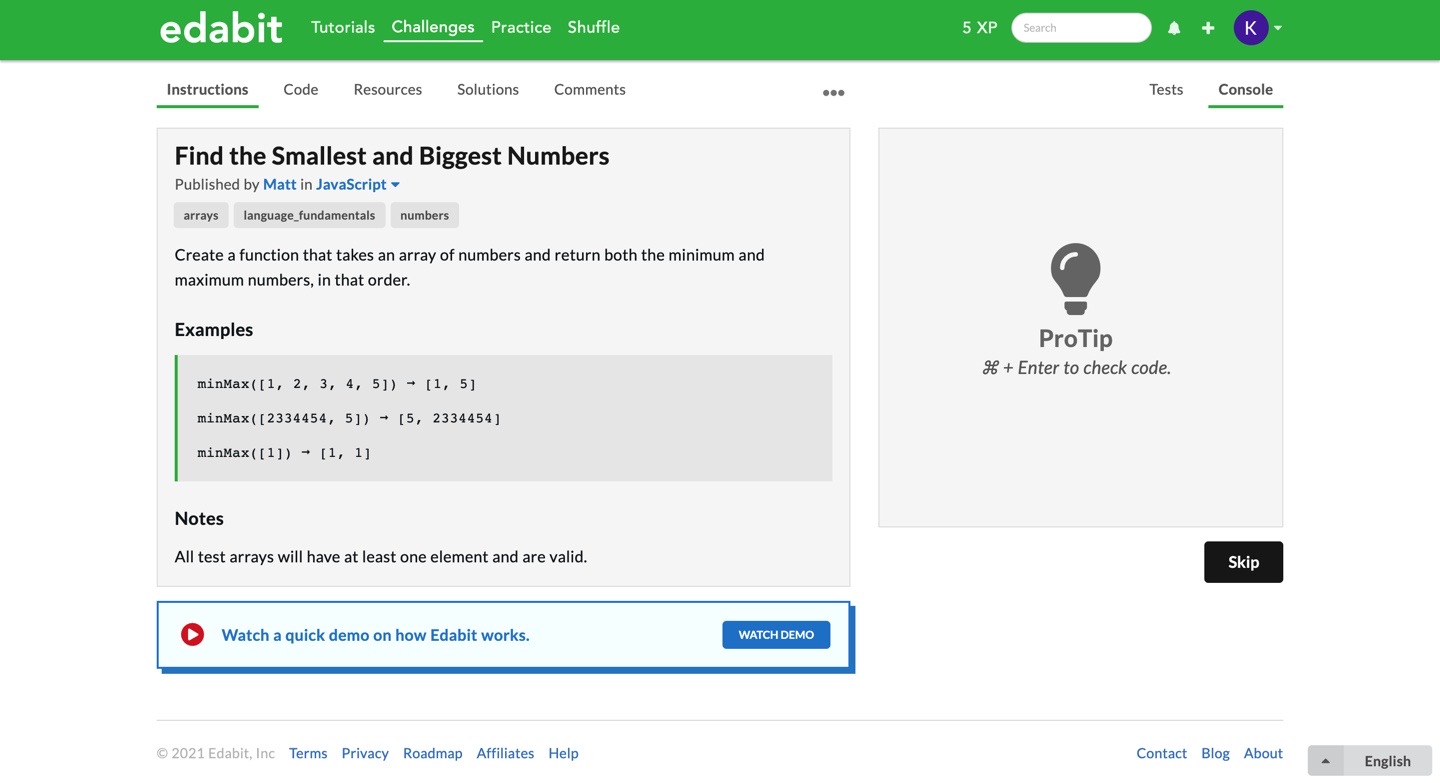 edabit
Tutorials Challenges Practice Shuffle
5 XP Search K
Instructions Code Resources Solutions Comments ••• Tests Console
Find the Smallest and Biggest Numbers
Published by Matt in JavaScript
arrays language_fundamentals numbers
Create a function that takes an array of numbers and return both the minimum and
maximum numbers, in that order.
Examples
minMax([1, 2, 3, 4, 5]) → [1, 5]
minMax([2334454, 5]) → [5, 2334454]
minMax([1]) → [1, 1]
Notes
All test arrays will have at least one element and are valid.
ProTip
⌘ + Enter to check code.
Skip
Watch a quick demo on how Edabit works. WATCH DEMO
© 2021 Edabit, Inc Terms Privacy Roadmap Affiliates Help Contact Blog About
English